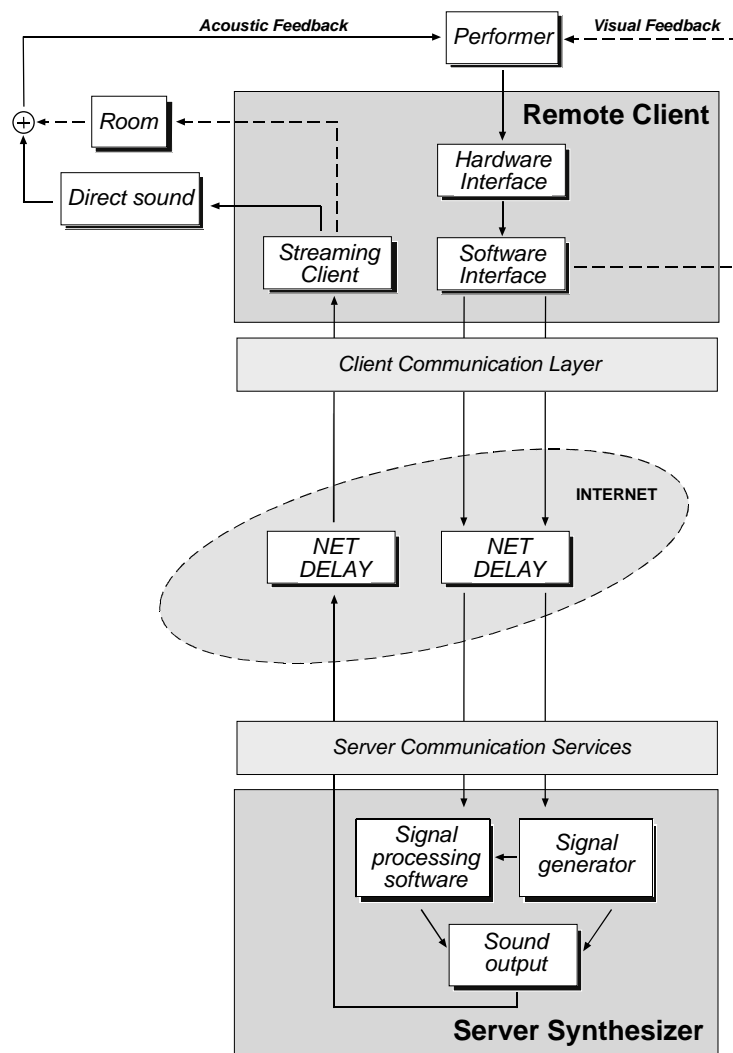 Acoustic Feedback
Performer
Visual Feedback
Room
Remote Client
Hardware
Interface
Direct sound
Streaming
Client
Software
Interface
Client Communication Layer
INTERNET
NET
DELAY
NET
DELAY
Server Communication Services
Signal
processing
software
Signal
generator
Sound
output
Server Synthesizer